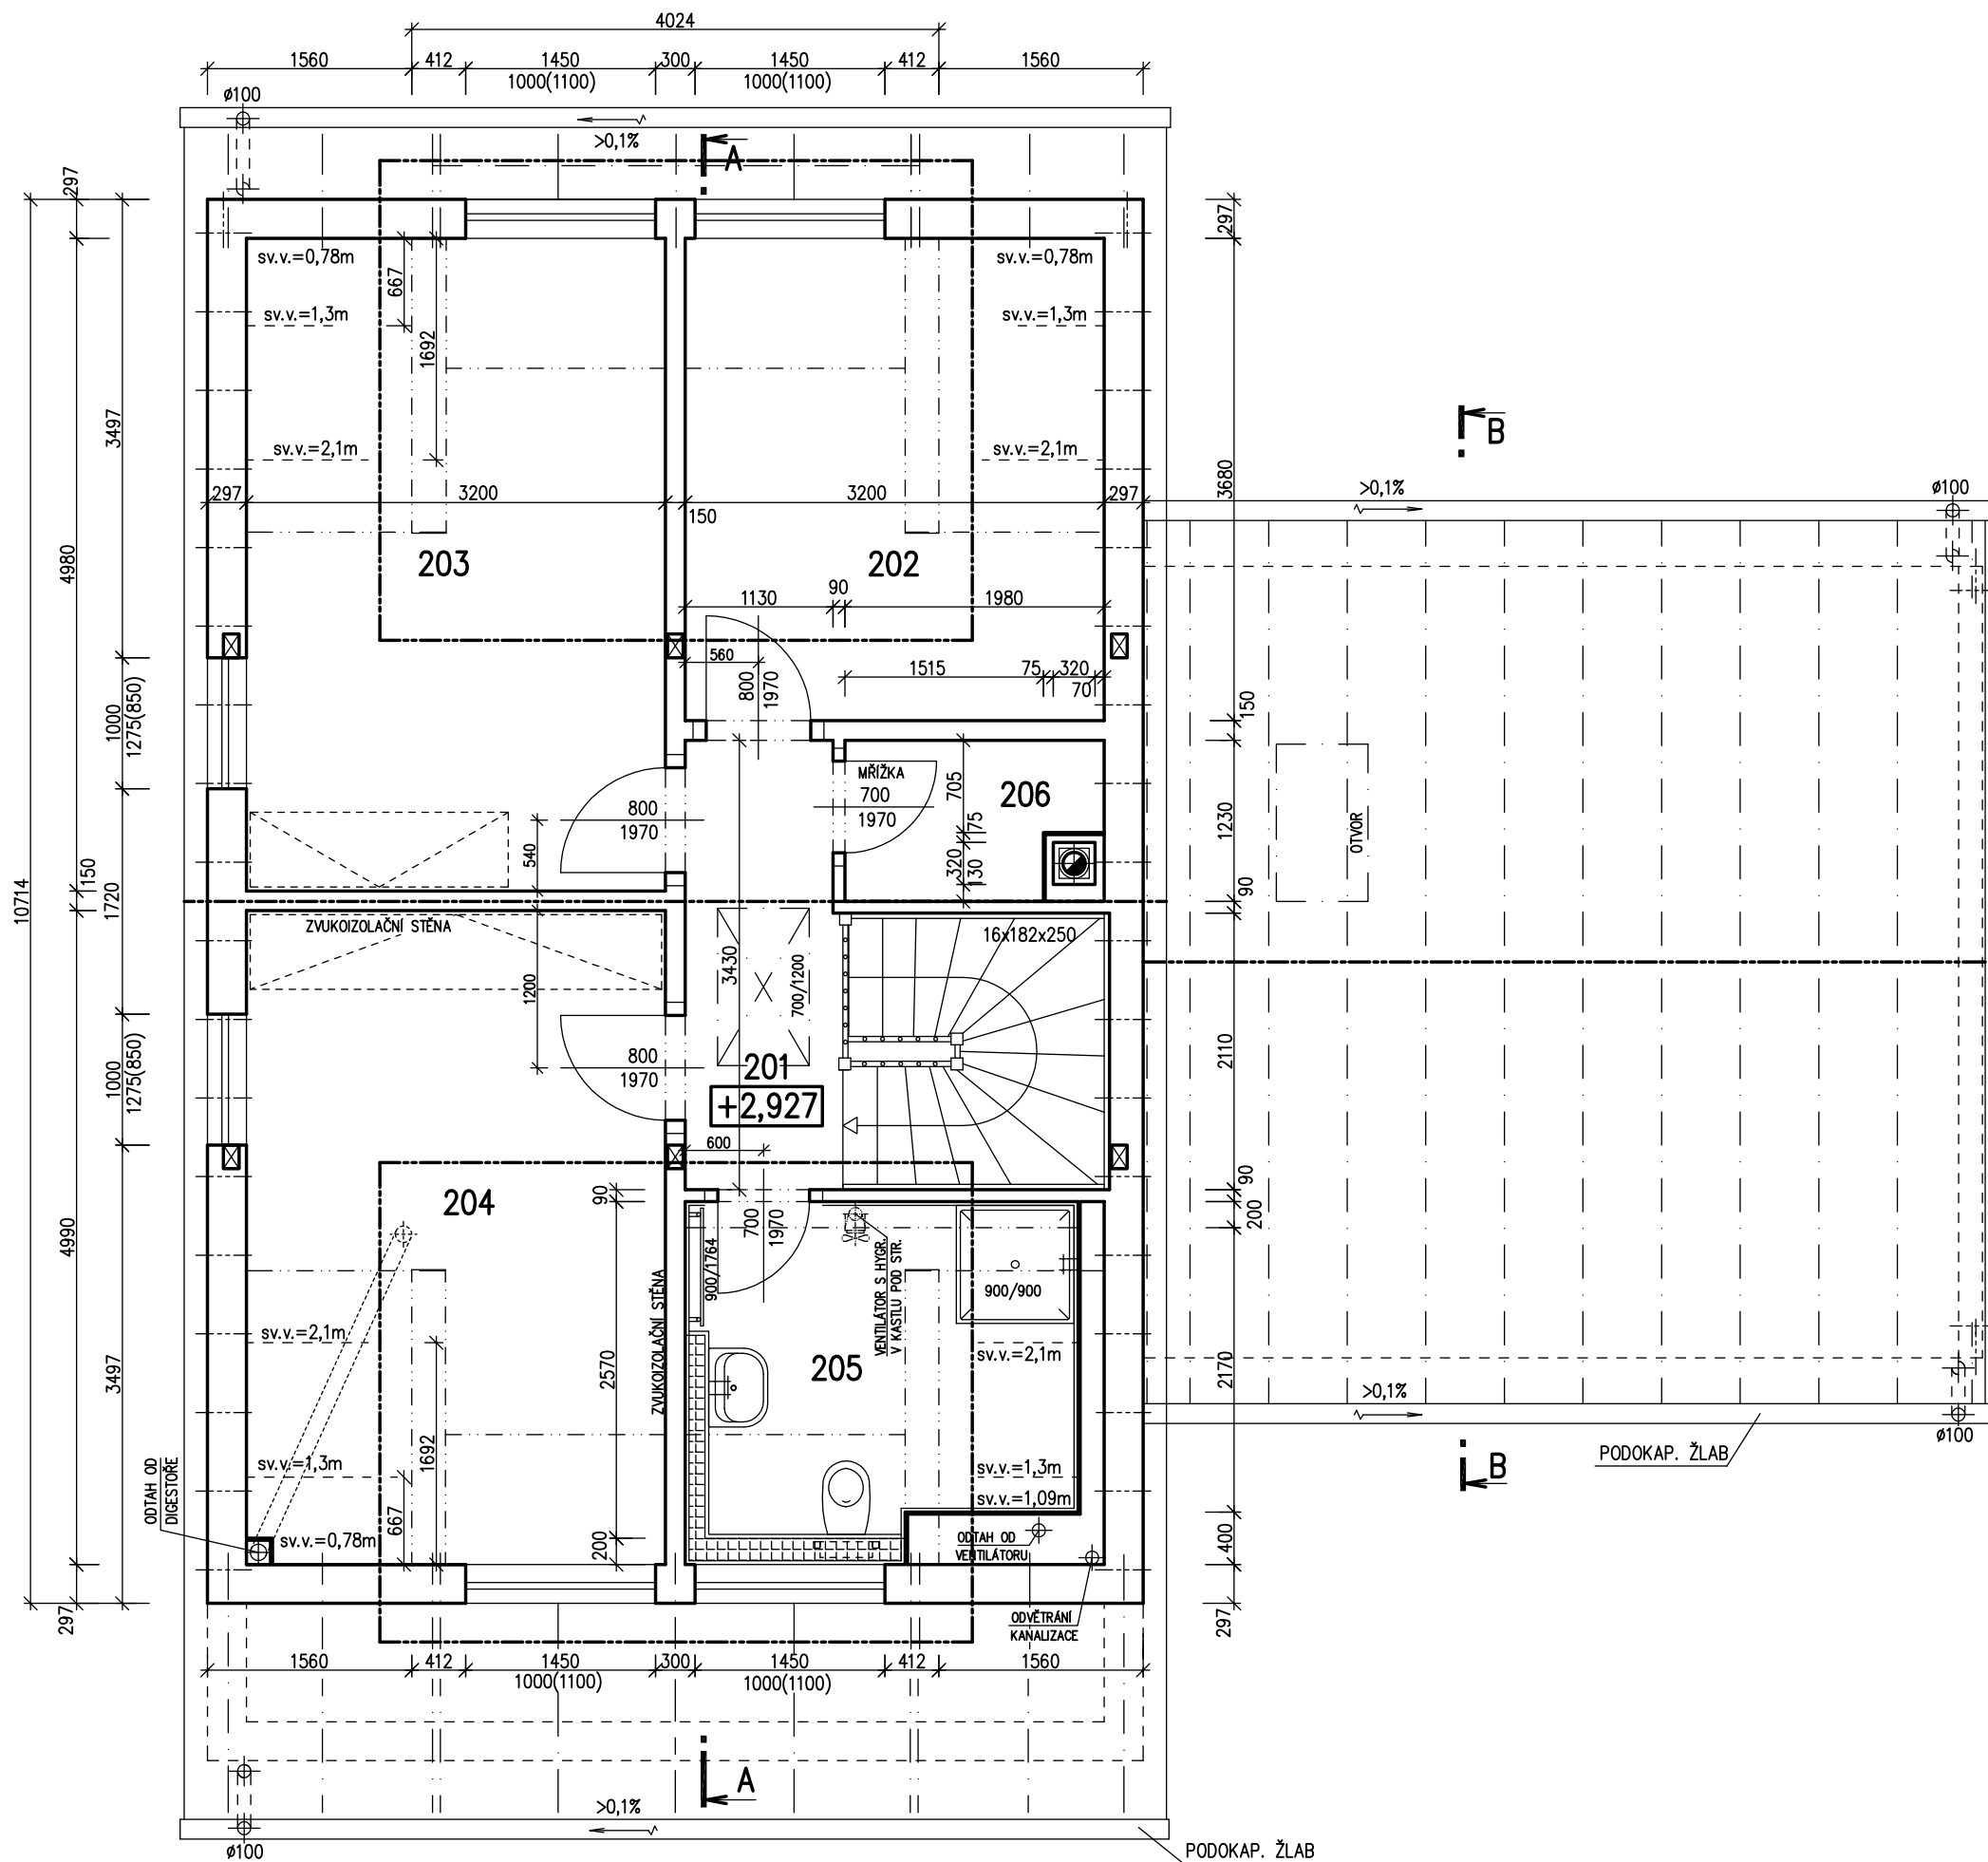 4024
1560 412 1450 300 1450 412 1560
1000(1100) 1000(1100)
ø100
>0,1%
A
297
297
sv.v.=0,78m
sv.v.=0,78m
667
sv.v.=1,3m
sv.v.=1,3m
1692
3497
B
sv.v.=2,1m
sv.v.=2,1m
3680
297 3200 3200 297
150
>0,1%
ø100
4980
203
202
1130 90 1980
560
800
1970
1515 75 320
70
1000
1275(850)
150
MŘÍŽKA
700
1970
705
206
75
320
130
800
1970
540
1230
OTVOR
10714
150
1720
90
ZVUKOIZOLAČNÍ STĚNA
16x182x250
3430
700/1200
1200
1000
1275(850)
2110
800
1970
201
+2,927
600
90
204
90
200
4990
700
1970
900/1764
VENTILÁTOR S HYGR.
V KASTLU POD STR.
900/900
ZVUKOIZOLAČNÍ STĚNA
sv.v.=2,1m
sv.v.=2,1m
2570
205
3497
2170
>0,1%
ø100
PODOKAP. ŽLAB
B
1692
sv.v.=1,3m
sv.v.=1,3m
ODTAH OD
DIGESTOŘE
sv.v.=1,09m
667
sv.v.=0,78m
200
ODTAH OD
VENTILÁTORU
400
297
297
ODVĚTRÁNÍ
KANALIZACE
1560 412 1450 300 1450 412 1560
1000(1100) 1000(1100)
A
>0,1%
ø100
PODOKAP. ŽLAB